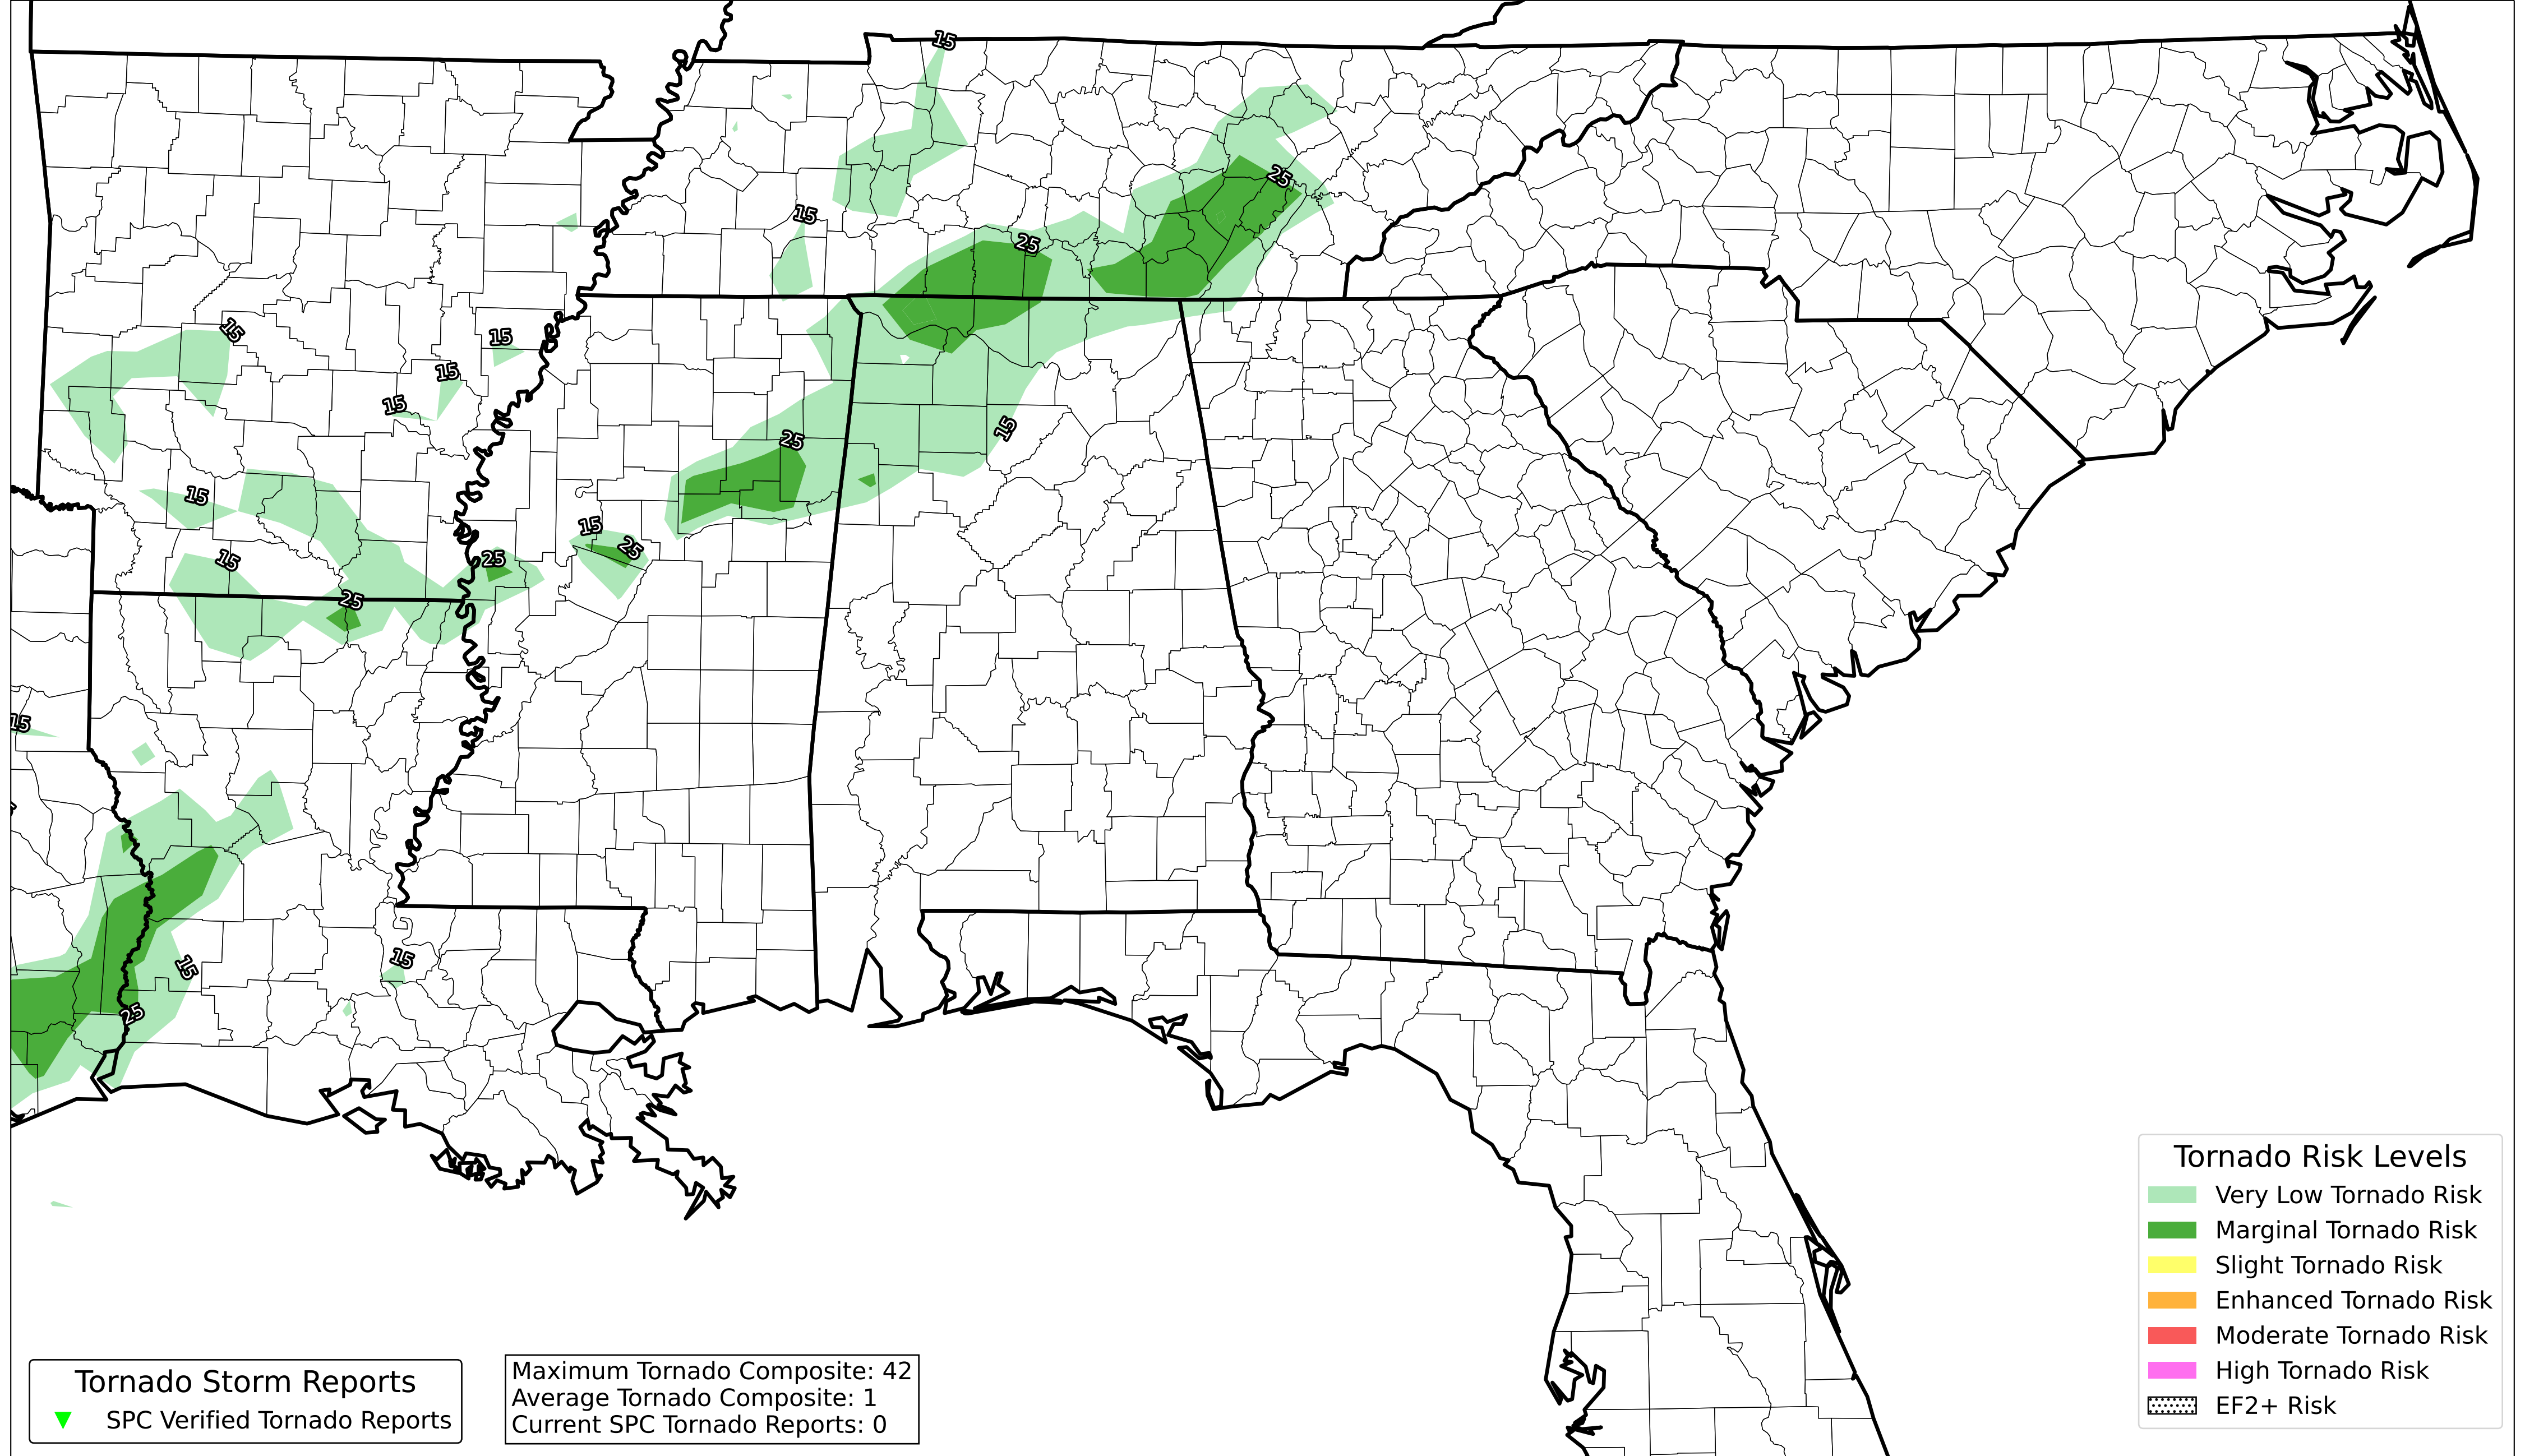 15
25
15
25
15
15
15
15
15
25
15
15
25
25
15
25
15
15
15
25
Tornado Risk Levels
Very Low Tornado Risk
Marginal Tornado Risk
Slight Tornado Risk
Enhanced Tornado Risk
Moderate Tornado Risk
High Tornado Risk
EF2+ Risk
Tornado Storm Reports
SPC Verified Tornado Reports
Maximum Tornado Composite: 42
Average Tornado Composite: 1
Current SPC Tornado Reports: 0